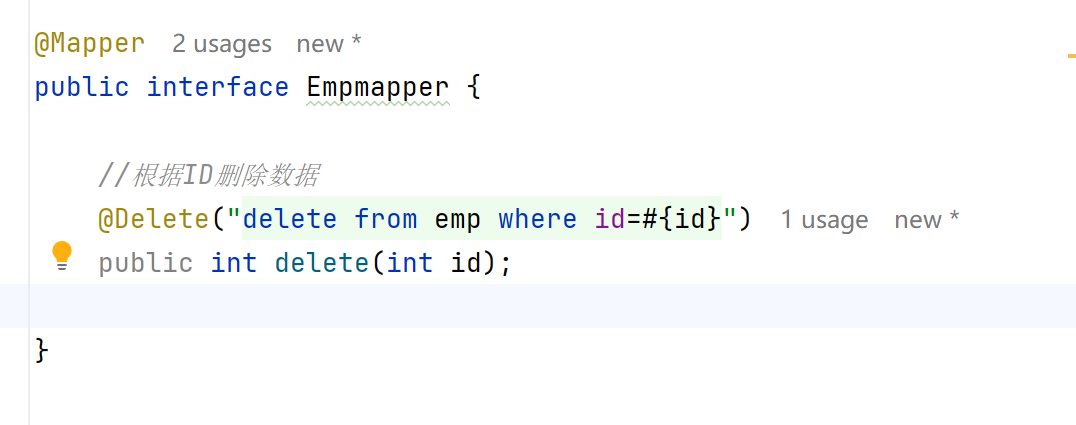 @Mapper 2 usages new *
public interface Empmapper {
//根据ID删除数据
@Delete("delete from emp where id=#{id}") 1 usage new *
public int delete(int id);
}